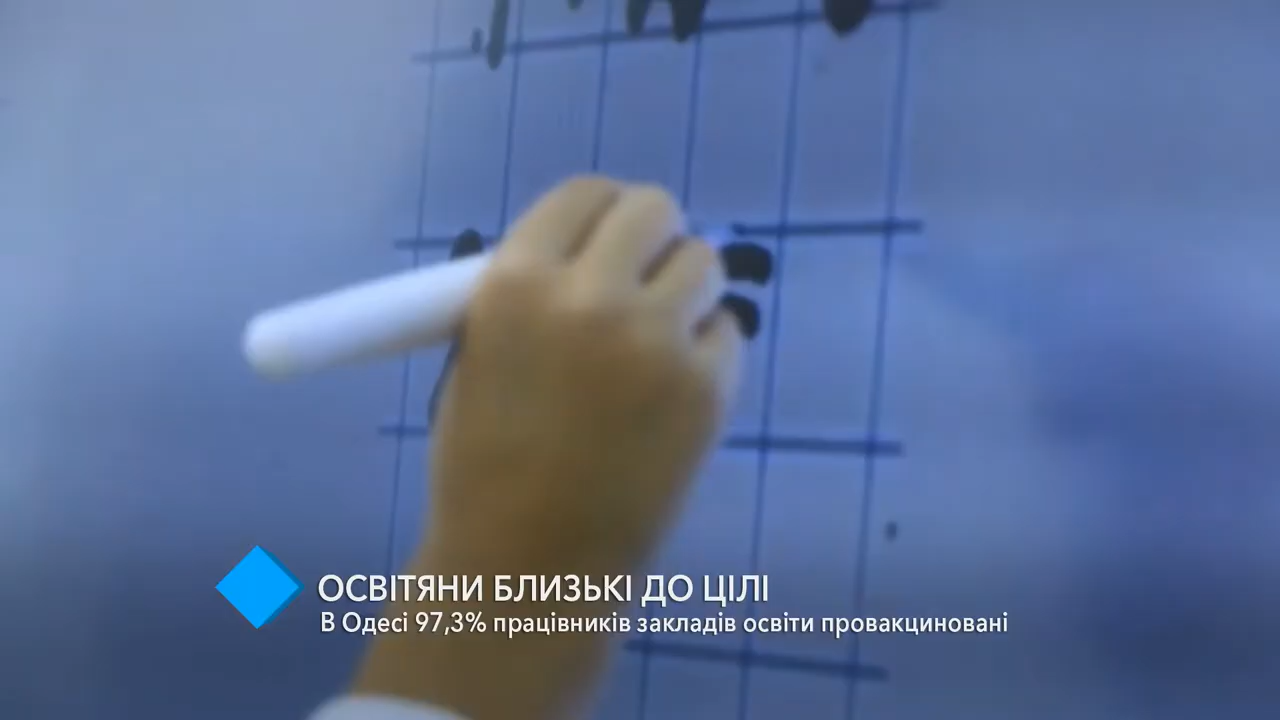 ОСВІТЯНИ БЛИЗЬКІ ДО ЦІЛІ
В Одесі 97,3% працівників закладів освіти провакциновані